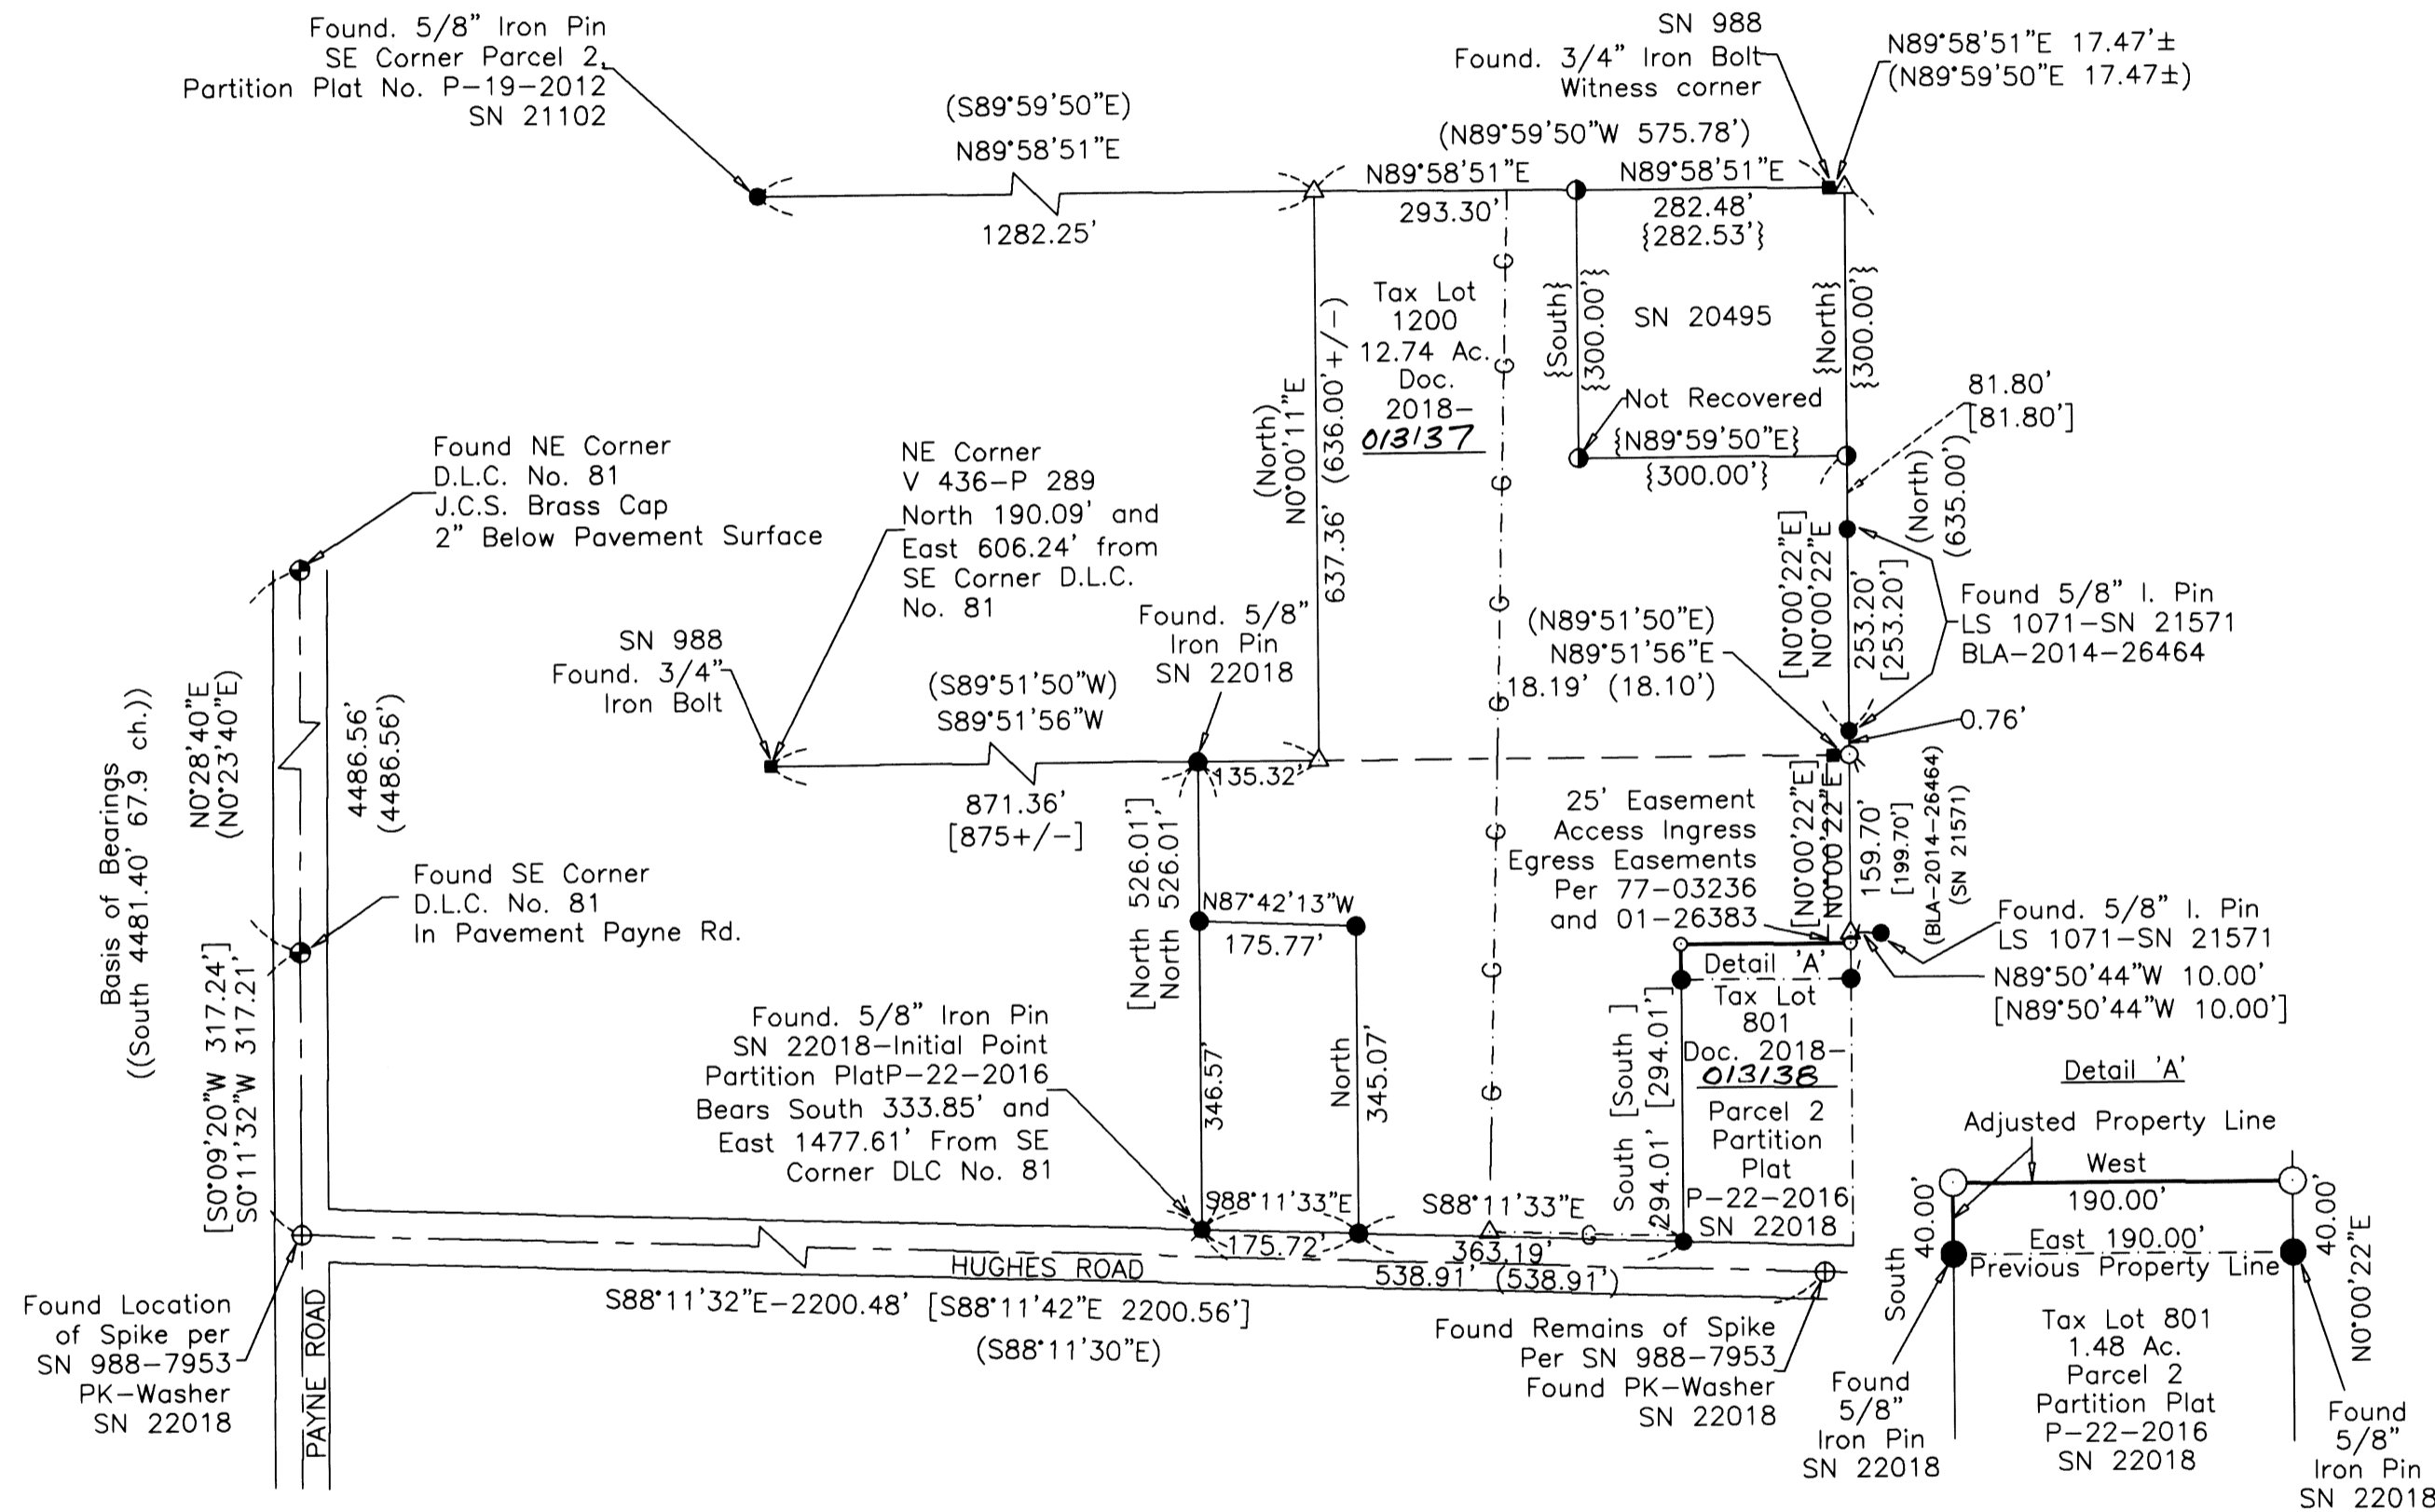 Found. 5/8" Iron Pin
SE Corner Parcel 2,
Partition Plat No. P-19-2012
SN 21102
(S89°59'50"E)
N89°58'51"E
1282.25'
SN 988
Found. 3/4" Iron Bolt
Witness corner
N89°58'51"E 17.47'±
(N89°59'50"E 17.47±)
(N89°59'50"W 575.78')
N89°58'51"E
293.30'
N89°58'51"E
282.48'
{282.53'}
Tax Lot
1200
12.74 Ac.
Doc.
2018-
013137
{South}
{300.00'}
SN 20495
{North}
{300.00'}
Not Recovered
{N89°59'50"E}
{300.00'}
81.80'
[81.80']
(North)
(635.00')
(North)
N0°00'11"E
637.36' (636.00'+/-)
Found NE Corner
D.L.C. No. 81
J.C.S. Brass Cap
2" Below Pavement Surface
NE Corner
V 436-P 289
North 190.09' and
East 606.24' from
SE Corner D.L.C.
No. 81
SN 988
Found. 3/4"
Iron Bolt
Found. 5/8"
Iron Pin
SN 22018
(S89°51'50"W)
S89°51'56"W
871.36'
[875+/-]
135.32'
(N89°51'50"E)
N89°51'56"E
18.19' (18.10')
[N0°00'22"E]
N0°00'22"E
253.20'
[253.20']
Found 5/8" I. Pin
LS 1071-SN 21571
BLA-2014-26464
0.76'
Basis of Bearings
((South 4481.40' 67.9 ch.))
N0°28'40"E
(N0°23'40"E)
4486.56'
(4486.56')
Found SE Corner
D.L.C. No. 81
In Pavement Payne Rd.
[S0°09'20"W 317.24']
S0°11'32"W 317.21'
[North 526.01']
North 526.01'
N87°42'13"W
175.77'
346.57'
North
345.07'
25' Easement
Access Ingress
Egress Easements
Per 77-03236
and 01-26383
[N0°00'22"E]
N0°00'22"E
159.70'
[199.70']
(BLA-2014-26464)
(SN 21571)
Found. 5/8" I. Pin
LS 1071-SN 21571
N89°50'44"W 10.00'
[N89°50'44"W 10.00']
Detail 'A'
Tax Lot
801
Doc. 2018-
013138
Parcel 2
Partition
Plat
P-22-2016
SN 22018
South [South ]
294.01' [294.01']
Found. 5/8" Iron Pin
SN 22018-Initial Point
Partition PlatP-22-2016
Bears South 333.85' and
East 1477.61' From SE
Corner DLC No. 81
S88°11'33"E
175.72'
S88°11'33"E
363.19'
538.91' (538.91')
HUGHES ROAD
S88°11'32"E-2200.48' [S88°11'42"E 2200.56']
(S88°11'30"E)
Found Location
of Spike per
SN 988-7953
PK-Washer
SN 22018
PAYNE ROAD
Found Remains of Spike
Per SN 988-7953
Found PK-Washer
SN 22018
G
G
G
G
G
G
G
G
G
Detail 'A'
Adjusted Property Line
West
190.00'
40.00'
South
East 190.00'
Previous Property Line
40.00'
N0°00'22"E
Tax Lot 801
1.48 Ac.
Parcel 2
Partition Plat
P-22-2016
SN 22018
Found
5/8"
Iron Pin
SN 22018
Found
5/8"
Iron Pin
SN 22018